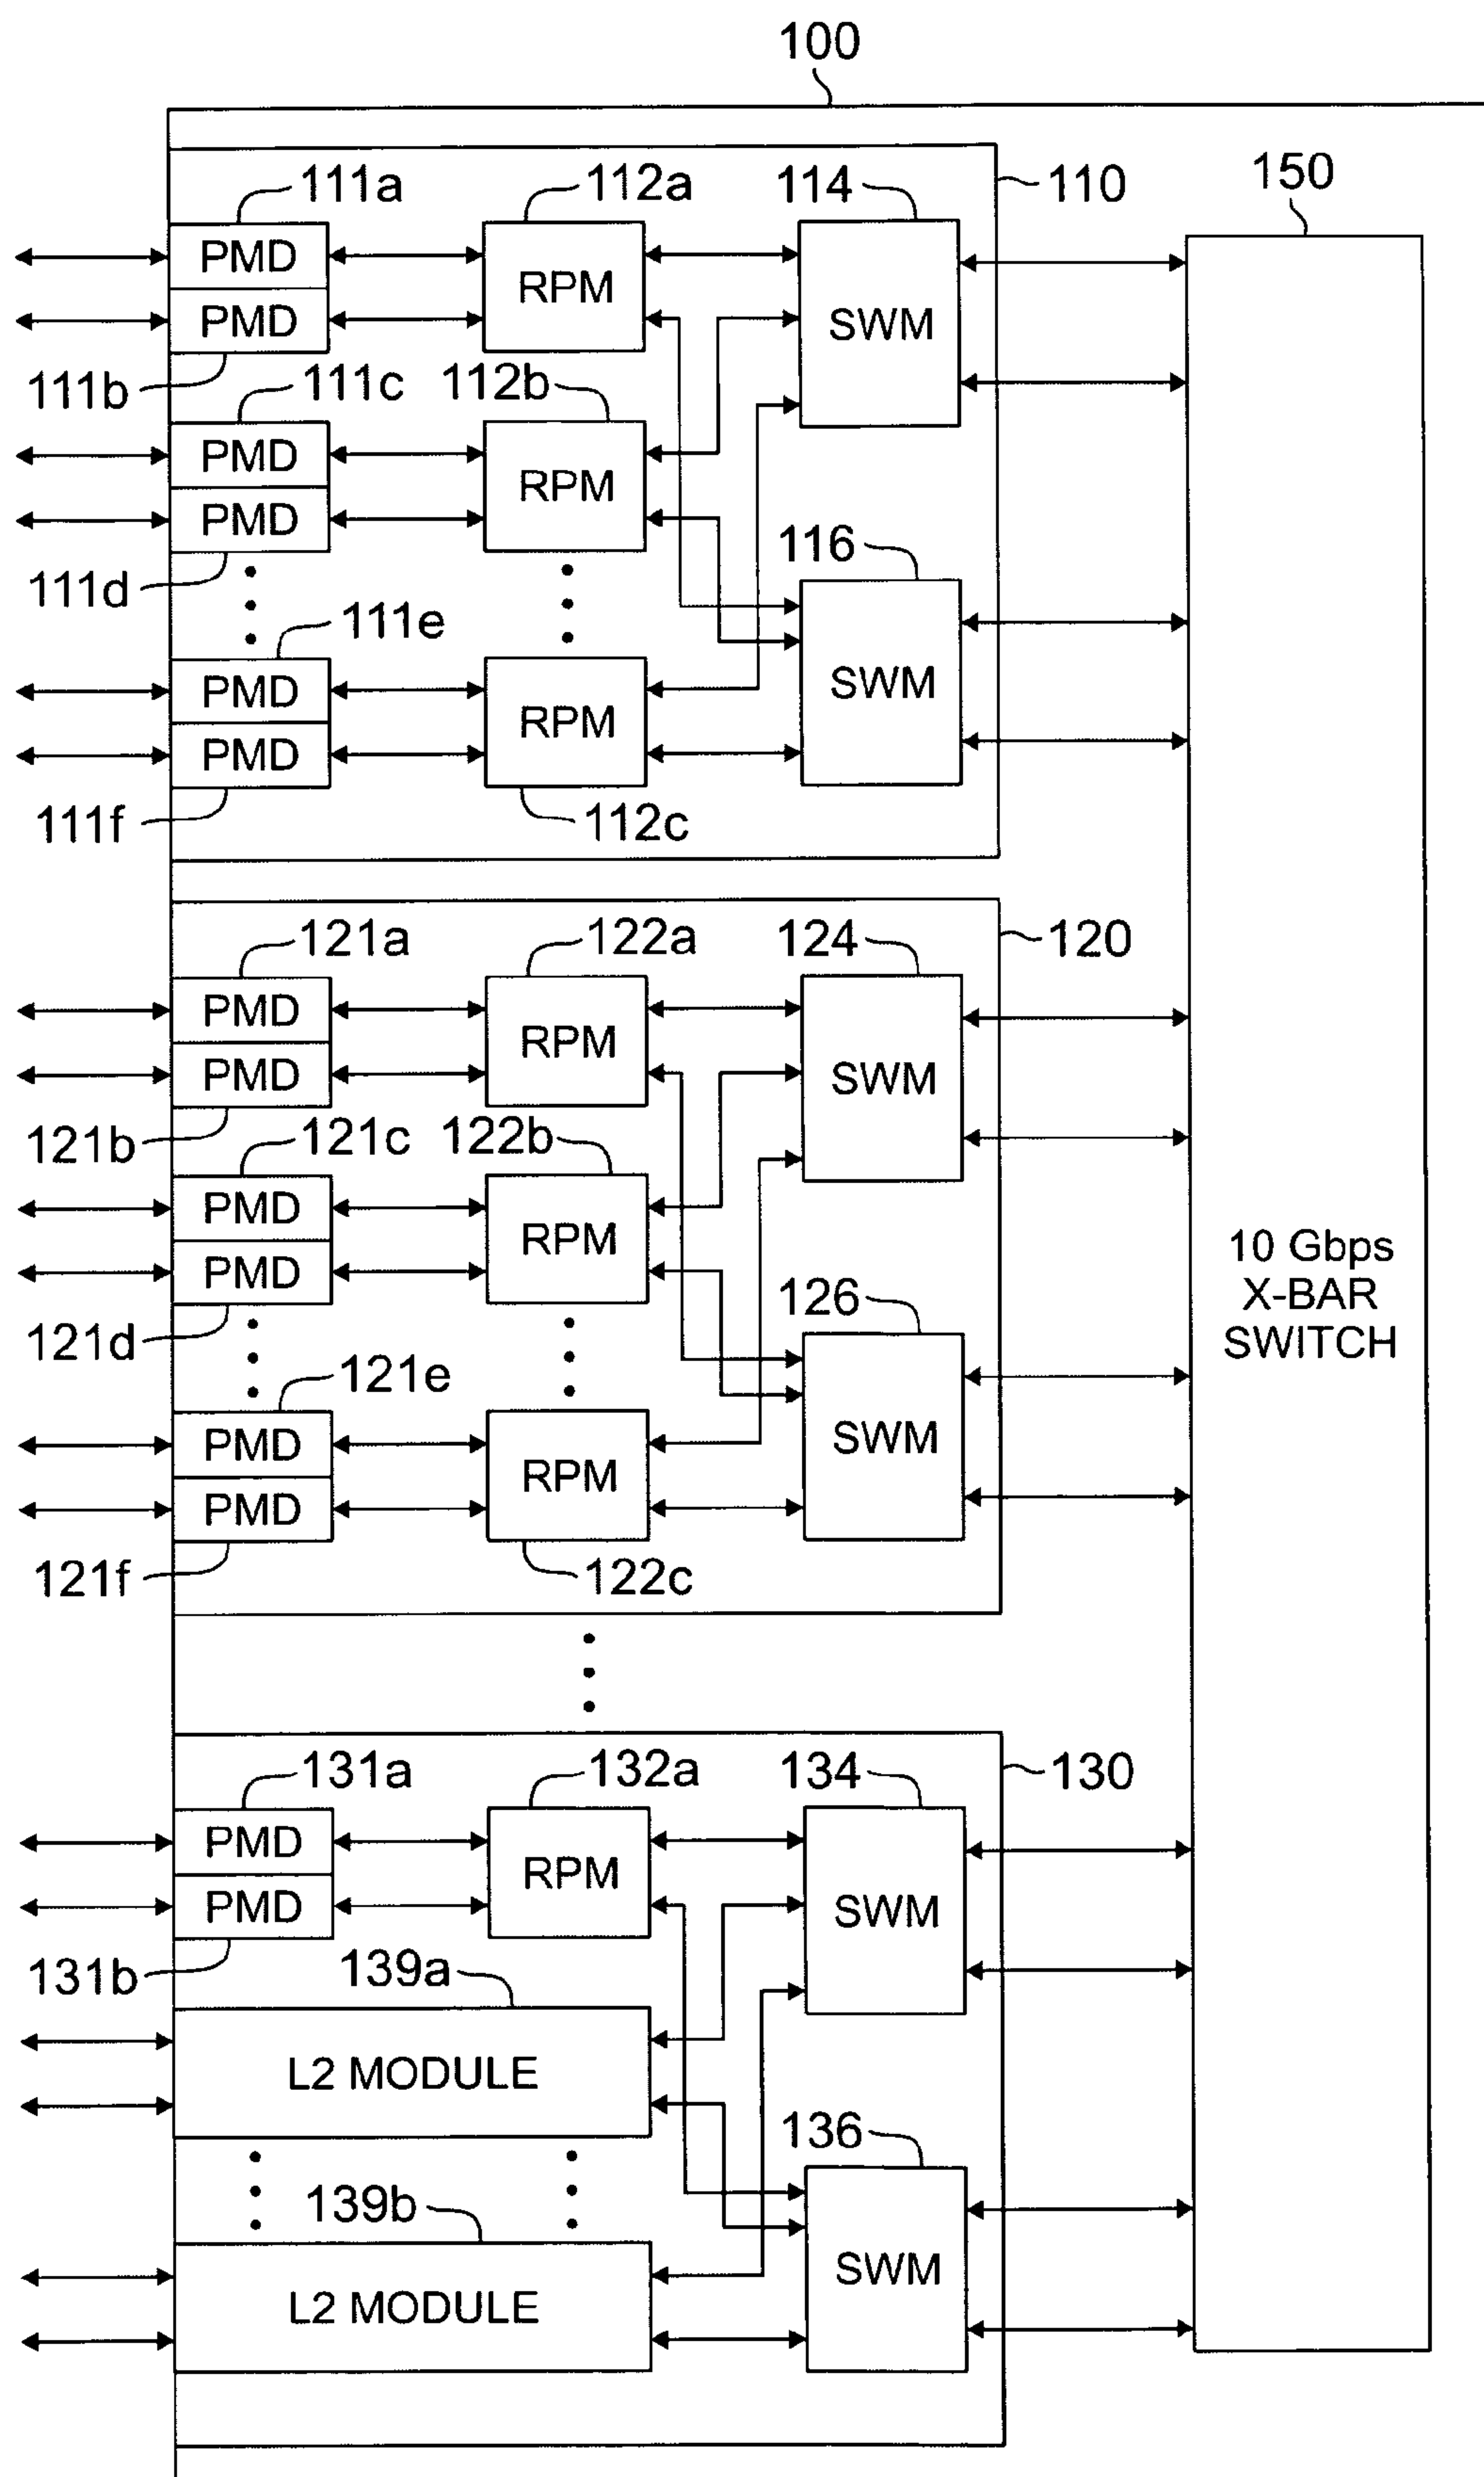 100
111a
112a
114
110
150
PMD
RPM
SWM
PMD
111b
111c
112b
PMD
RPM
PMD
111d
116
111e
SWM
PMD
RPM
PMD
111f
112c
121a
122a
124
120
PMD
RPM
SWM
PMD
121b
121c
122b
PMD
RPM
PMD
10 Gbps
X-BAR
SWITCH
121d
126
121e
SWM
PMD
RPM
PMD
121f
122c
131a
132a
134
130
PMD
RPM
SWM
PMD
131b
139a
L2 MODULE
136
139b
SWM
L2 MODULE